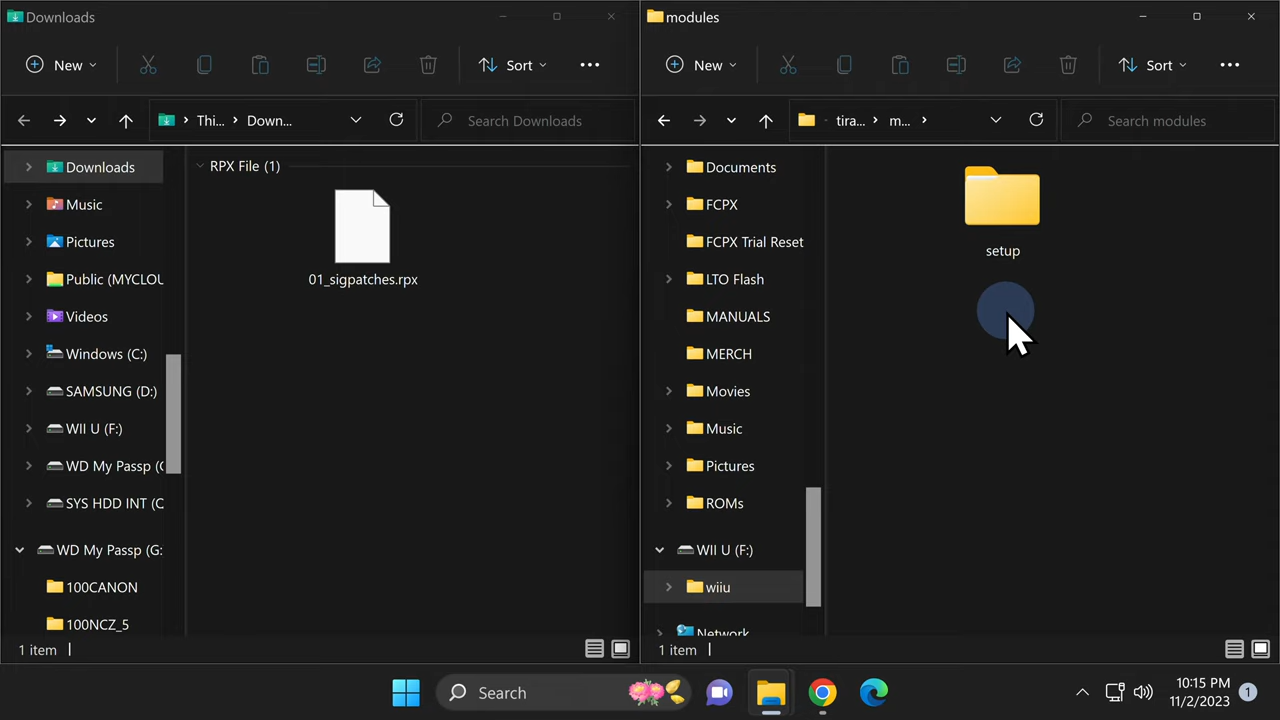 Downloads
New
Sort
Thi...
Down...
Search Downloads
Downloads
Music
Pictures
Public (MYCLOU
Videos
Windows (C:)
SAMSUNG (D:)
WII U (F:)
WD My Passp (G
SYS HDD INT (C
WD My Passp (G:
100CANON
100NCZ_5
RPX File (1)
01_sigpatches.rpx
1 item
modules
New
Sort
tira...
m...
Search modules
Documents
FCPX
FCPX Trial Reset
LTO Flash
MANUALS
MERCH
Movies
Music
Pictures
ROMs
WII U (F:)
wiiu
Network
setup
1 item
Search
10:15 PM
11/2/2023
1